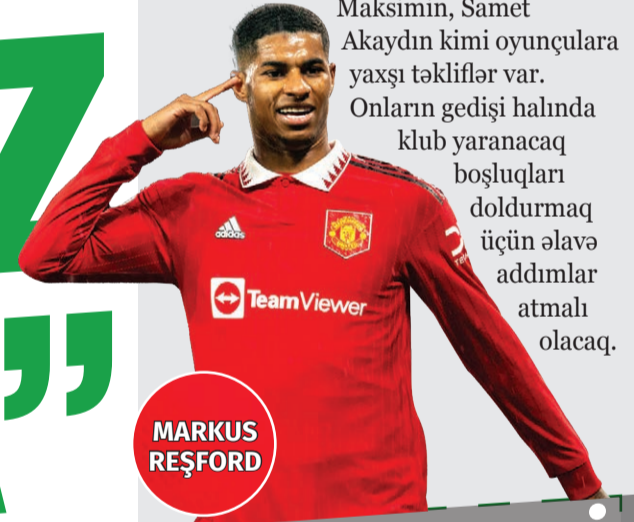 Maksimin, Samet
Akaydın kimi oyunçulara
yaxşı təkliflər var.
Onların gedişi halında
klub yaranacaq
boşluqları
doldurmaq
üçün əlavə
addımlar
atmalı
olacaq.
adidas
TeamViewer
MARKUS
REŞFORD